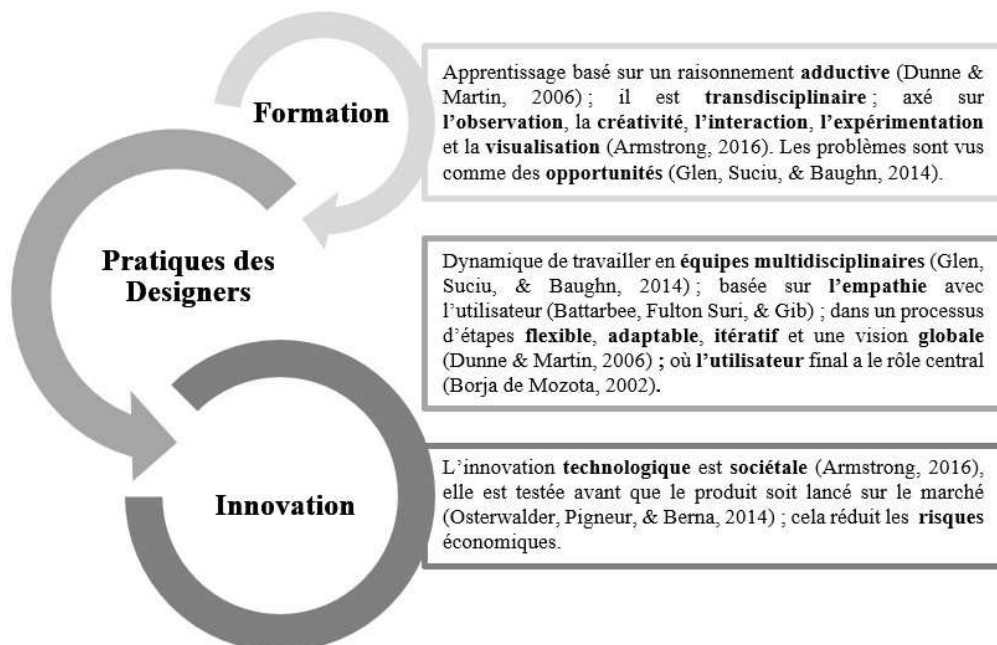 Formation
Apprentissage basé sur un raisonnement adductive (Dunne &
Martin, 2006) ; il est transdisciplinaire ; axé sur
l’observation, la créativité, l’interaction, l’expérimentation
et la visualisation (Armstrong, 2016). Les problèmes sont vus
comme des opportunités (Glen, Suciu, & Baughn, 2014).
Pratiques des
Designers
Dynamique de travailler en équipes multidisciplinaires (Glen,
Suciu, & Baughn, 2014) ; basée sur l’empathie avec
l’utilisateur (Battarbee, Fulton Suri, & Gib) ; dans un processus
d’étapes flexible, adaptable, itératif et une vision globale
(Dunne & Martin, 2006) ; où l’utilisateur final a le rôle central
(Borja de Mozota, 2002).
Innovation
L’innovation technologique est sociétale (Armstrong, 2016),
elle est testée avant que le produit soit lancé sur le marché
(Osterwalder, Pigneur, & Berna, 2014) ; cela réduit les risques
économiques.